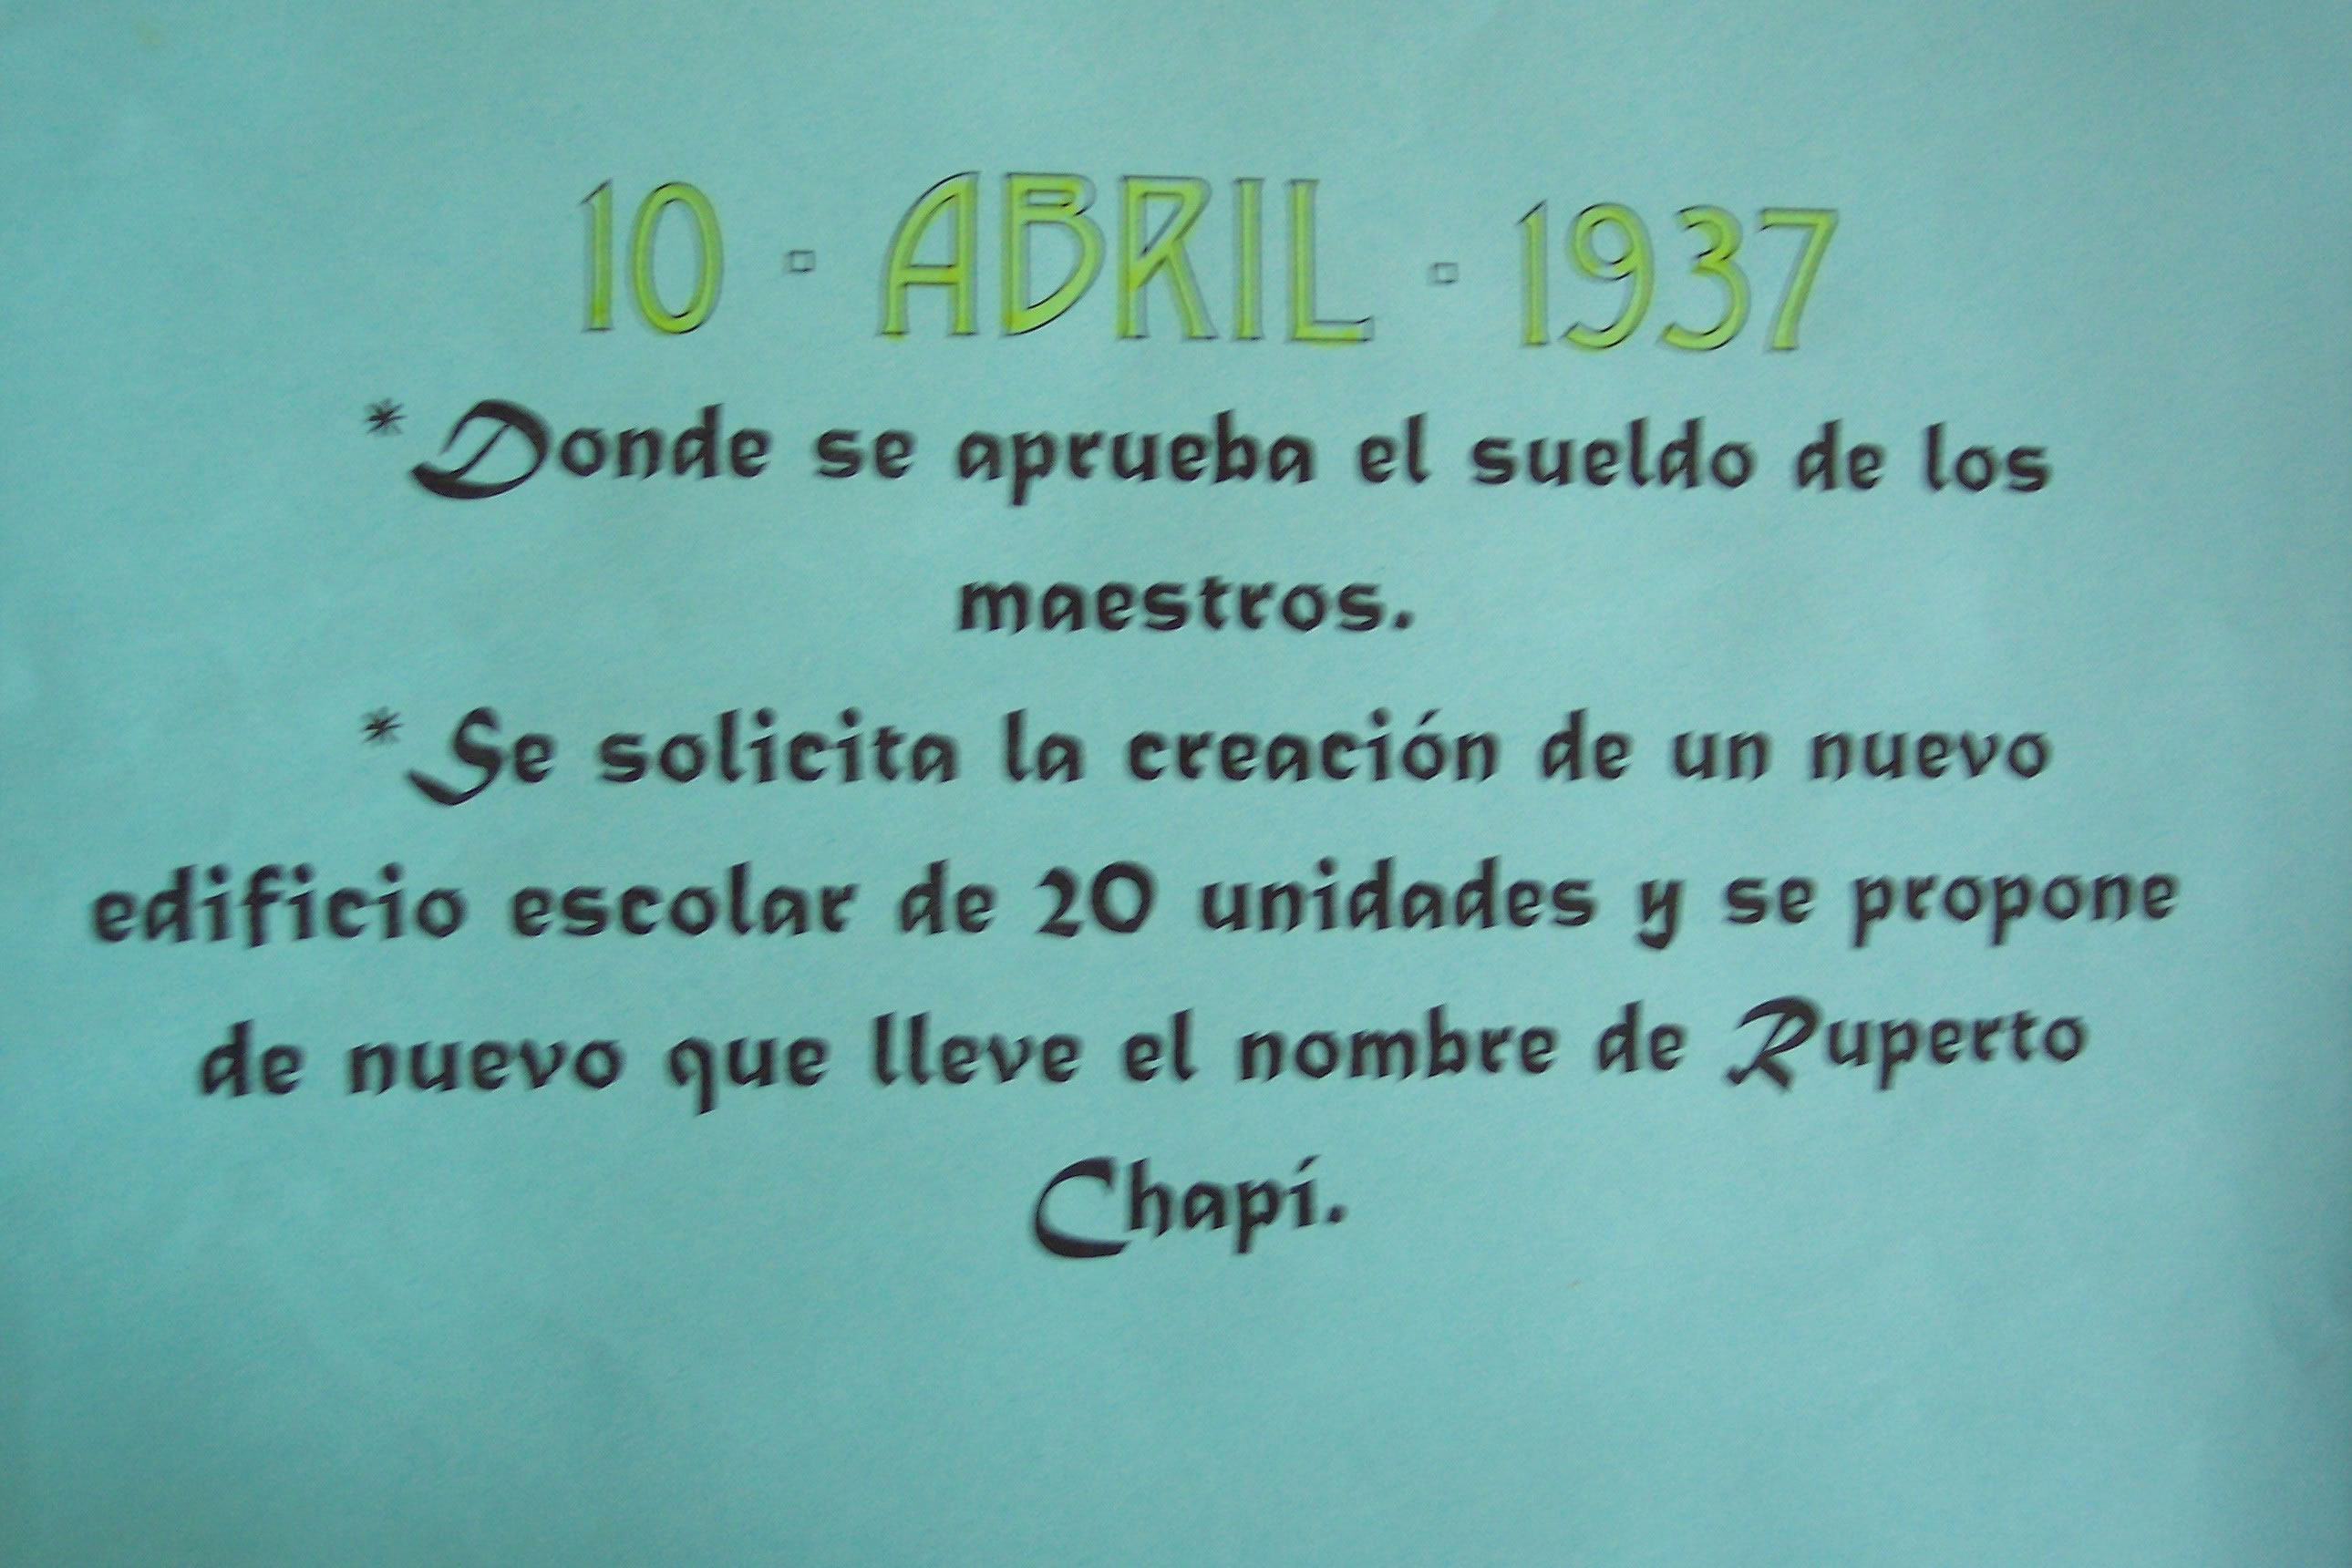 10 · ABRIL · 1937
*Donde se aprueba el sueldo de los
maestros.
*Se solicita la creación de un nuevo
edificio escolar de 20 unidades y se propone
de nuevo que lleve el nombre de Ruperto
Chapí.